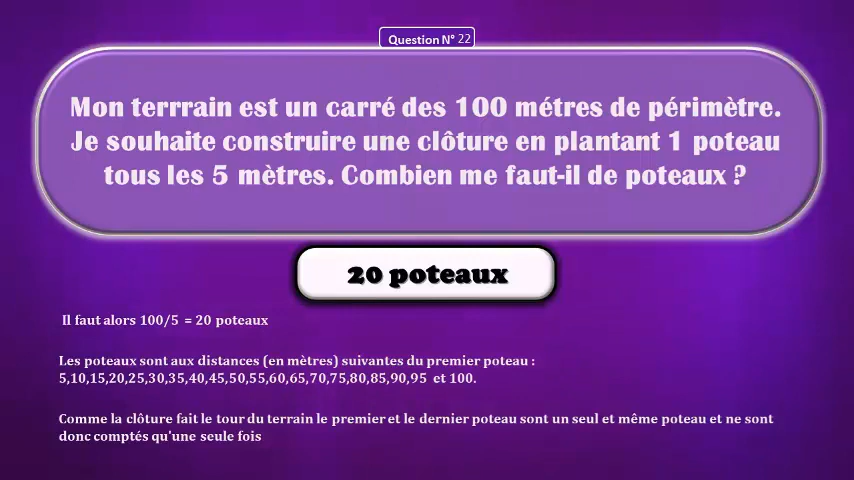 Question N° 22
Mon terrrain est un carré des 100 métres de périmètre.
Je souhaite construire une clôture en plantant 1 poteau
tous les 5 mètres. Combien me faut-il de poteaux ?
20 poteaux
Il faut alors 100/5 = 20 poteaux
Les poteaux sont aux distances (en mètres) suivantes du premier poteau :
5,10,15,20,25,30,35,40,45,50,55,60,65,70,75,80,85,90,95 et 100.
Comme la clôture fait le tour du terrain le premier et le dernier poteau sont un seul et même poteau et ne sont
donc comptés qu'une seule fois